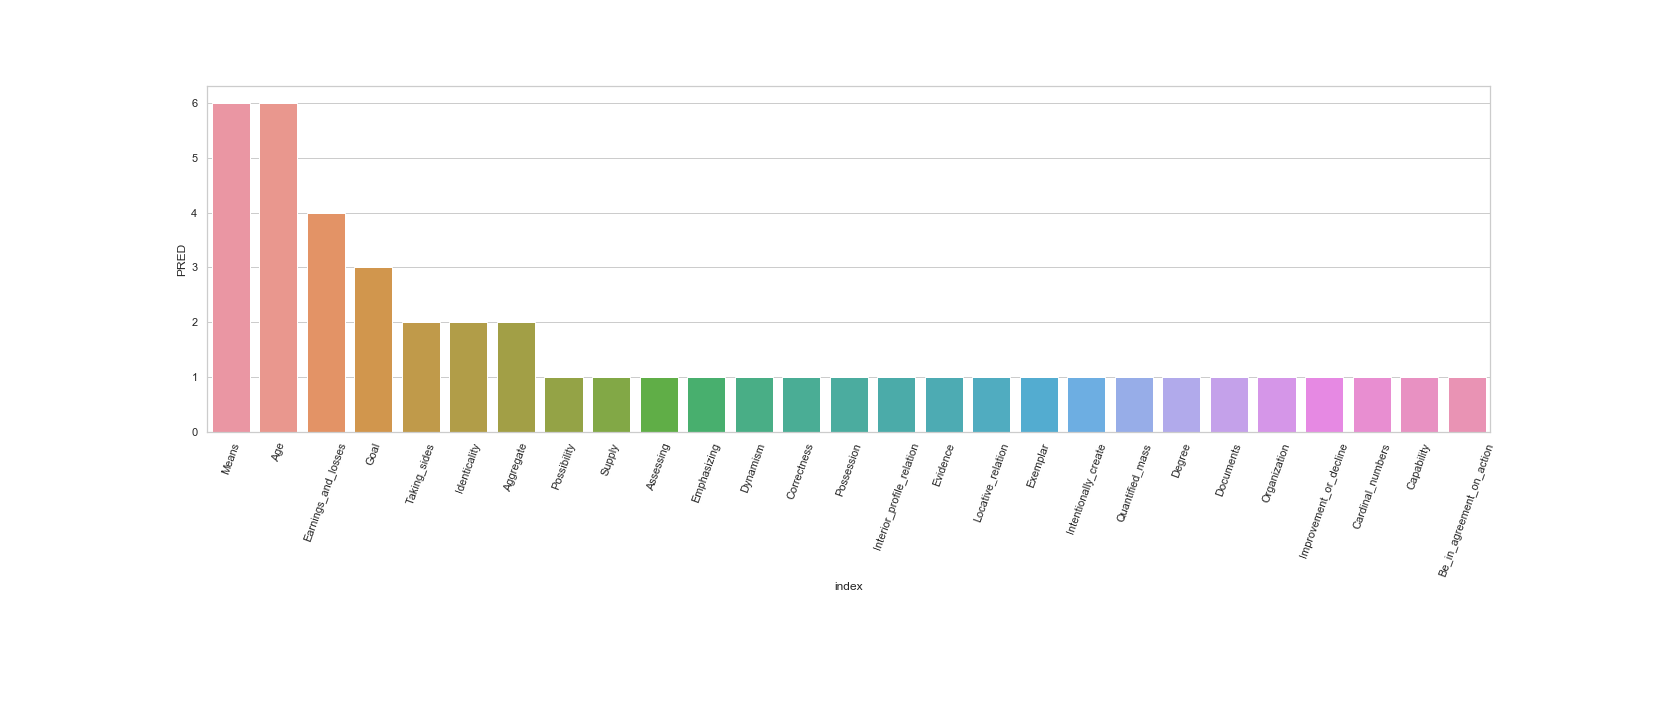 6
5
4
3
2
1
0
PRED
Means
Age
Earnings_and_losses
Goal
Taking_sides
Identicality
Aggregate
Possibility
Supply
Assessing
Emphasizing
Dynamism
Correctness
Possession
Interior_profile_relation
Evidence
Locative_relation
Exemplar
Intentionally_create
Quantified_mass
Degree
Documents
Organization
Improvement_or_decline
Cardinal_numbers
Capability
Be_in_agreement_on_action
index